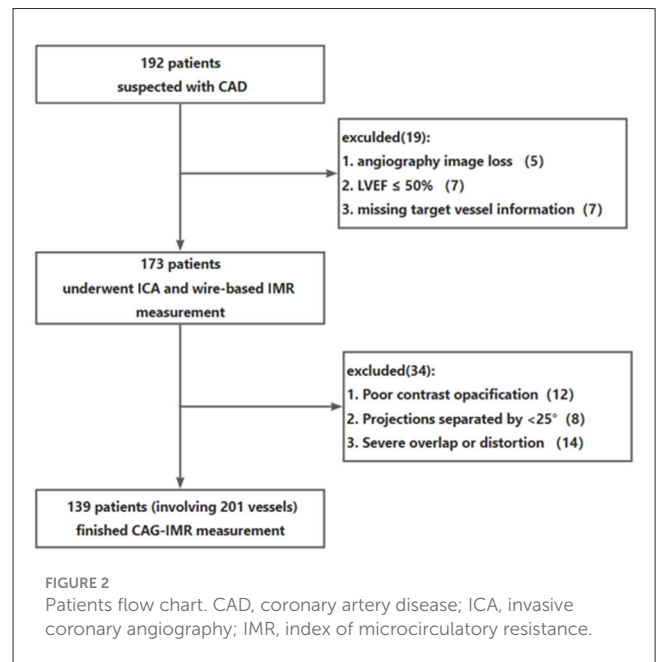 192 patients
suspected with CAD
exculded(19):
1. angiography image loss (5)
2. LVEF ≤ 50% (7)
3. missing target vessel information (7)
173 patients
underwent ICA and wire-based IMR
measurement
excluded(34):
1. Poor contrast opacification (12)
2. Projections separated by <25° (8)
3. Severe overlap or distortion (14)
139 patients (involving 201 vessels)
finished CAG-IMR measurement
FIGURE 2
Patients flow chart. CAD, coronary artery disease; ICA, invasive
coronary angiography; IMR, index of microcirculatory resistance.